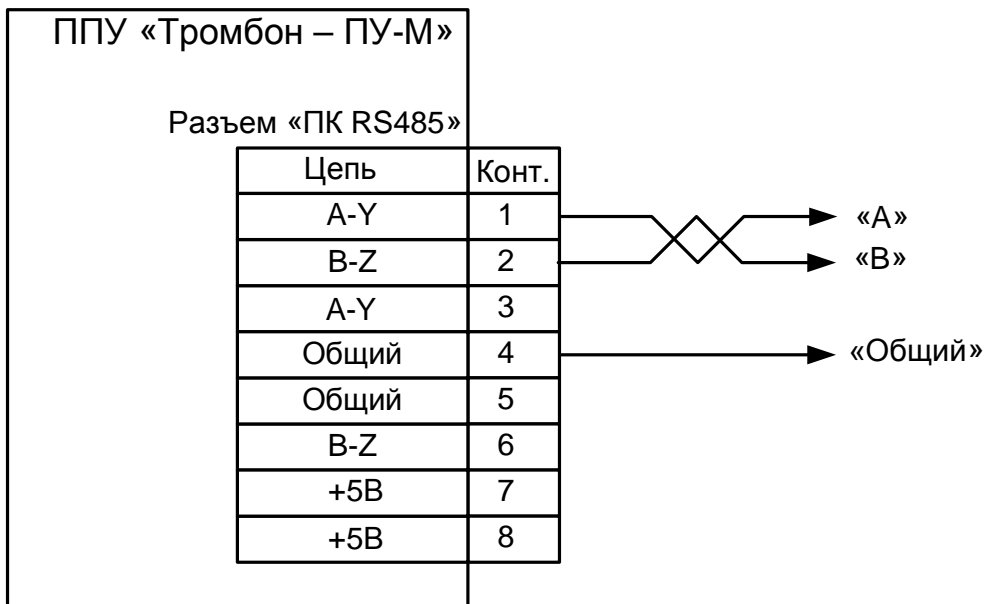 ППУ «Тромбон – ПУ-М»
Разъем «ПК RS485»
Цепь Конт.
A-Y 1 «А»
B-Z 2 «В»
A-Y 3
Общий 4 «Общий»
Общий 5
B-Z 6
+5В 7
+5В 8